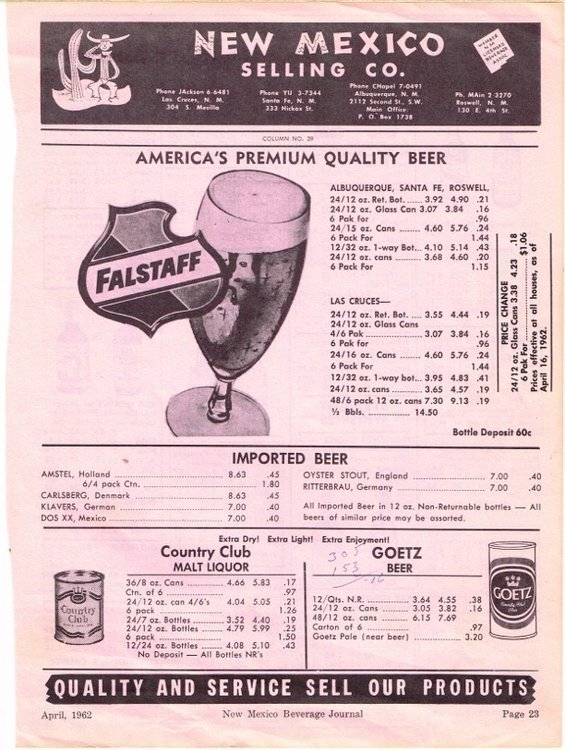 NEW MEXICO
SELLING CO.
MEMBER
N. M.
LICENSED
BEVERAGE
ASSOC.
Phone JAckson 6-6481
Las Cruces, N. M.
304 S. Mesilla
Phone YU 3-7344
Santa Fe, N. M.
333 Hickox St.
Phone CHapel 7-0491
Albuquerque, N. M.
2112 Second St., S.W.
Main Office:
P. O. Box 1738
Ph. MAin 2-3270
Roswell, N. M.
130 E. 4th St.
COLUMN NO. 39
AMERICA'S PREMIUM QUALITY BEER
FALSTAFF
ALBUQUERQUE, SANTA FE, ROSWELL,
24/12 oz. Ret. Bot. ...... 3.92 4.90 .21
24/12 oz. Glass Can 3.07 3.84 .16
6 Pak for .96
24/15 oz. Cans ...... 4.60 5.76 .24
6 Pack For 1.44
12/32 oz. 1-way Bot... 4.10 5.14 .43
24/12 oz. cans ...... 3.68 4.60 .20
6 Pack For 1.15
LAS CRUCES—
24/12 oz. Ret. Bot. .... 3.55 4.44 .19
24/12 oz. Glass Cans
4/6 Pak ............ 3.07 3.84 .16
6 Pak for .96
24/16 oz. Cans ...... 4.60 5.76 .24
6 Pack For 1.44
12/32 oz. 1-way bot... 3.95 4.83 .41
24/12 oz. cans ........ 3.65 4.57 .19
48/6 pack 12 oz. cans 7.30 9.13 .19
½ Bbls. ................ 14.50
PRICE CHANGE
24/12 oz. Glass Cans 3.38 4.23 .18
6 Pak For.................$1.06
Prices effective at all houses, as of
April 16, 1962.
Bottle Deposit 60c
IMPORTED BEER
AMSTEL, Holland ............ 8.63 .45
6/4 pack Ctn. ............ 1.80
CARLSBERG, Denmark ............ 8.63 .45
KLAVERS, German ............ 7.00 .40
DOS XX, Mexico ............ 7.00 .40
OYSTER STOUT, England ............ 7.00 .40
RITTERBRAU, Germany ............ 7.00 .40
All Imported Beer in 12 oz. Non-Returnable bottles — All
beers of similar price may be assorted.
Extra Dry! Extra Light! Extra Enjoyment!
Country Club
MALT LIQUOR
Country
Club
36/8 oz. Cans ............ 4.66 5.83 .17
Ctn. of 6 ............ .97
24/12 oz. can 4/6's 4.04 5.05 .21
6 pack ............ 1.26
24/7 oz. Bottles ........ 3.52 4.40 .19
24/12 oz. Bottles ........ 4.79 5.99 .25
6 pack ............ 1.50
12/24 oz. Bottles ...... 4.08 5.10 .43
No Deposit — All Bottles NR's
GOETZ
BEER
305
153
GOETZ
12/Qts. N.R. ............ 3.64 4.55 .38
24/12 oz. Cans ............ 3.05 3.82 .16
48/12 oz. cans ........ 6.15 7.69
Carton of 6 ............ .97
Goetz Pale (near beer) ............ 3.20
QUALITY AND SERVICE SELL OUR PRODUCTS
April, 1962
New Mexico Beverage Journal
Page 23